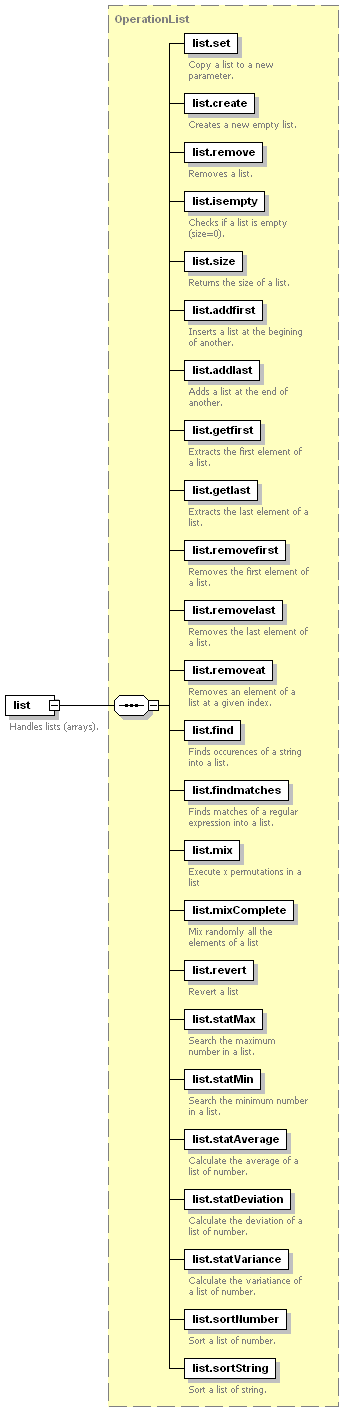 OperationList
list.set
Copy a list to a new
parameter.
list.create
Creates a new empty list.
list.remove
Removes a list.
list.isempty
Checks if a list is empty
(size=0).
list.size
Returns the size of a list.
list.addfirst
Inserts a list at the begining
of another.
list.addlast
Adds a list at the end of
another.
list.getfirst
Extracts the first element of
a list.
list.getlast
Extracts the last element of a
list.
list.removefirst
Removes the first element of
a list.
list.removelast
Removes the last element of
a list.
list.removeat
Removes an element of a
list at a given index.
list
Handles lists (arrays).
list.find
Finds occurences of a string
into a list.
list.findmatches
Finds matches of a regular
expression into a list.
list.mix
Execute x permutations in a
list
list.mixComplete
Mix randomly all the
elements of a list
list.revert
Revert a list
list.statMax
Search the maximum
number in a list.
list.statMin
Search the minimum number
in a list.
list.statAverage
Calculate the average of a
list of number.
list.statDeviation
Calculate the deviation of a
list of number.
list.statVariance
Calculate the variatiance of
a list of number.
list.sortNumber
Sort a list of number.
list.sortString
Sort a list of string.